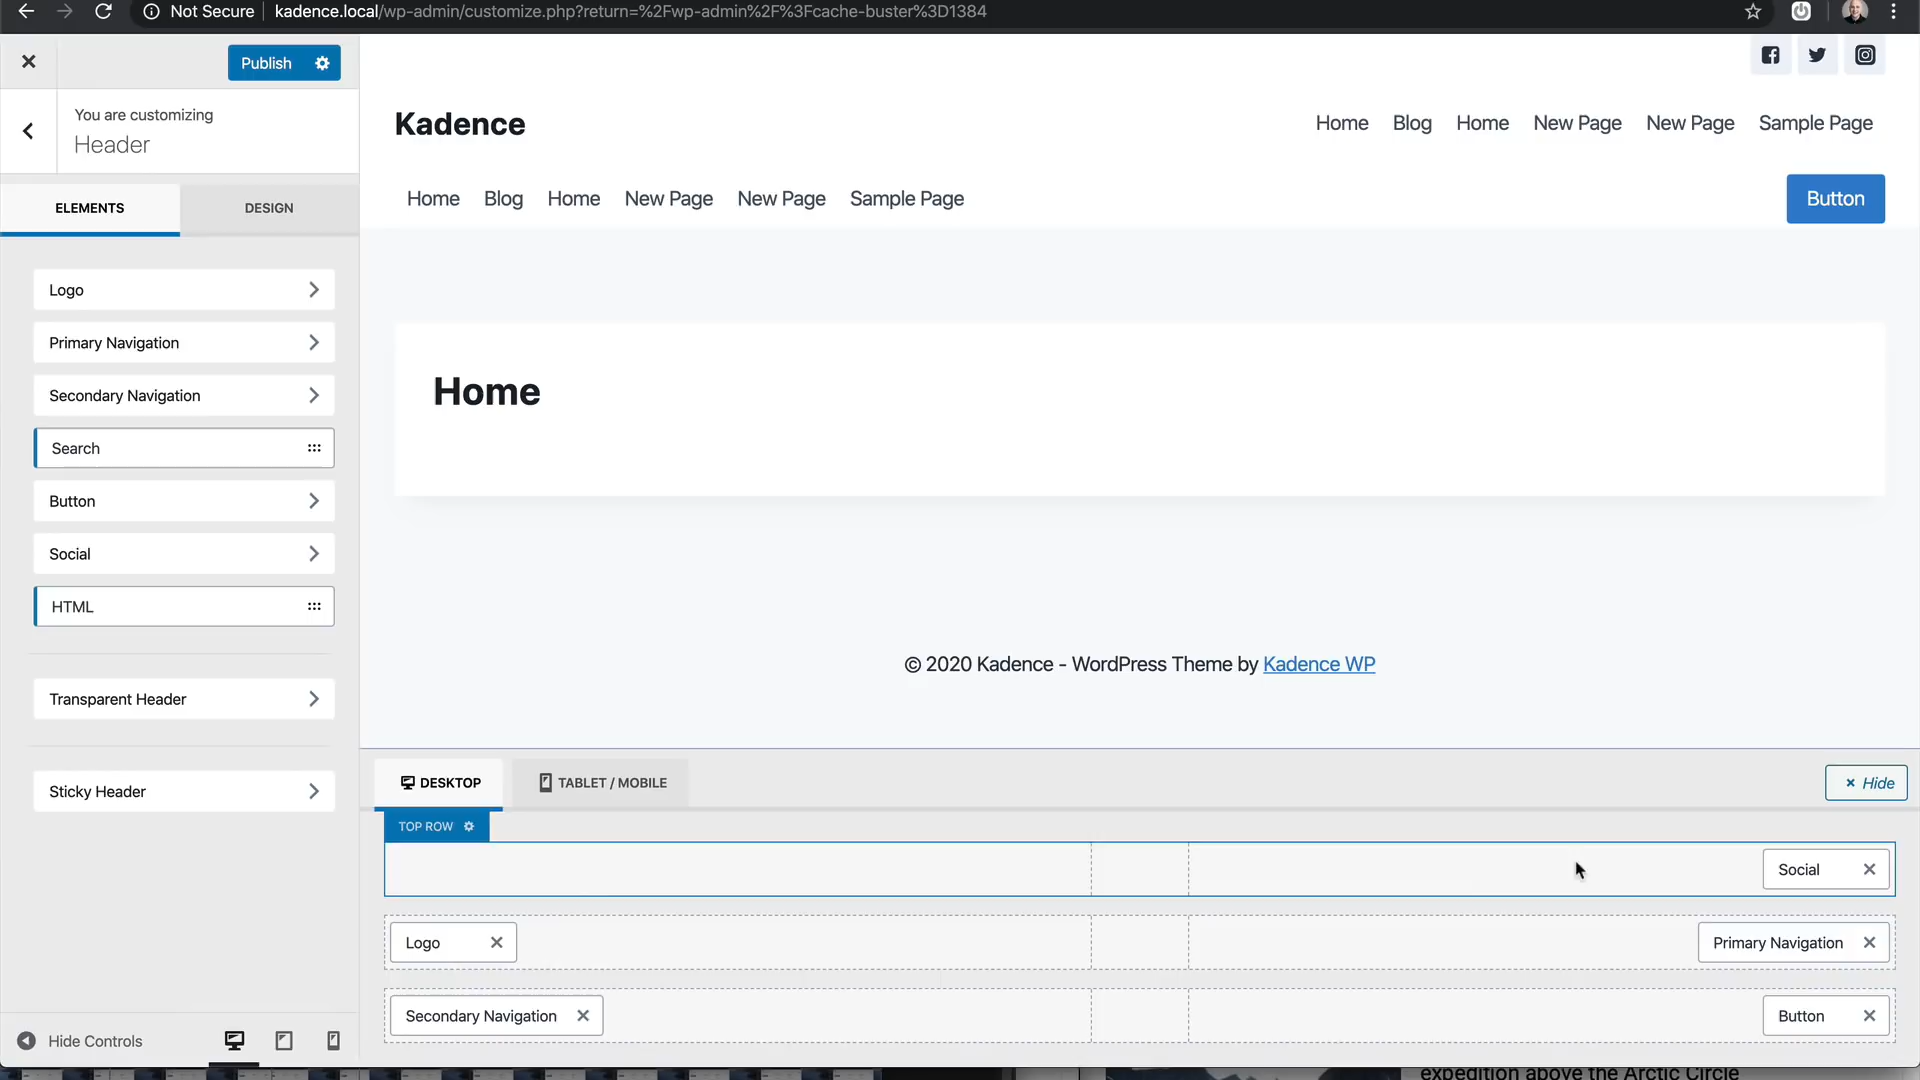 Not Secure kadence.local/wp-admin/customize.php?return=%2Fwp-admin%2F%3Fcache-buster%3D1384
Publish
You are customizing
Header
ELEMENTS DESIGN
Logo
Primary Navigation
Secondary Navigation
Search
Button
Social
HTML
Transparent Header
Sticky Header
Hide Controls
Kadence
Home Blog Home New Page New Page Sample Page
Home Blog Home New Page New Page Sample Page
Button
Home
© 2020 Kadence - WordPress Theme by Kadence WP
DESKTOP TABLET / MOBILE
× Hide
TOP ROW
Social
Logo Primary Navigation
Secondary Navigation Button
expedition above the Arctic Circle